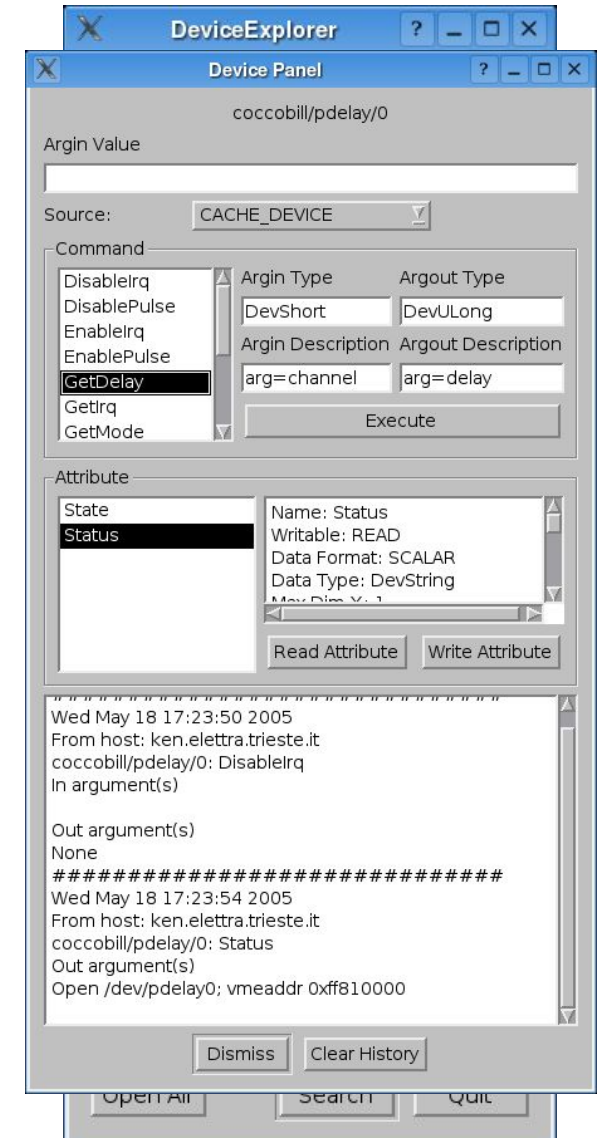 DeviceExplorer
Device Panel
coccobill/pdelay/0
Argin Value
Source: CACHE_DEVICE
Command
DisableIrq
DisablePulse
EnableIrq
EnablePulse
GetDelay
GetIrq
GetMode
Argin Type Argout Type
DevShort DevULong
Argin Description Argout Description
arg=channel arg=delay
Execute
Attribute
State
Status
Name: Status
Writable: READ
Data Format: SCALAR
Data Type: DevString
Max Dim X: 1
Read Attribute Write Attribute
Wed May 18 17:23:50 2005
From host: ken.elettra.trieste.it
coccobill/pdelay/0: DisableIrq
In argument(s)
Out argument(s)
None
##############################
Wed May 18 17:23:54 2005
From host: ken.elettra.trieste.it
coccobill/pdelay/0: Status
Out argument(s)
Open /dev/pdelay0; vmeaddr 0xff810000
Dismiss Clear History
Open All Search Quit